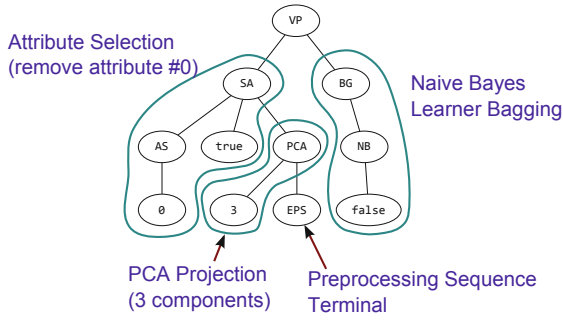 VP
Attribute Selection
(remove attribute #0)
SA
BG
Naive Bayes
Learner Bagging
AS
true
PCA
NB
0
3
EPS
false
PCA Projection
(3 components)
Preprocessing Sequence
Terminal